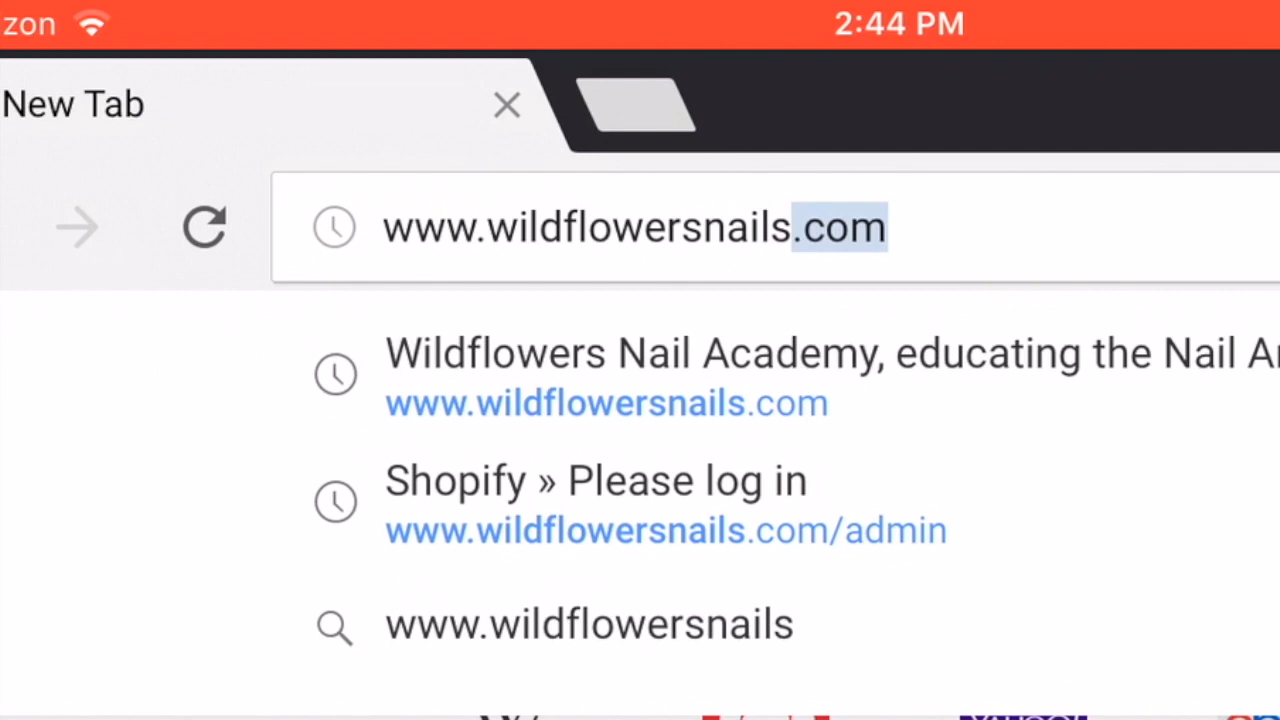 zon
2:44 PM
New Tab
www.wildflowersnails.com
Wildflowers Nail Academy, educating the Nail
www.wildflowersnails.com
Shopify » Please log in
www.wildflowersnails.com/admin
www.wildflowersnails